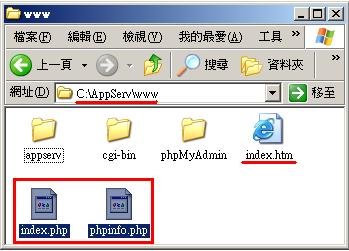 www
檔案(F) 編輯(E) 檢視(V) 我的最愛(A) 工具 »
上一頁 搜尋 資料夾
網址(D) C:\AppServ\www 移至
appserv cgi-bin phpMyAdmin index.htm
index.php phpinfo.php